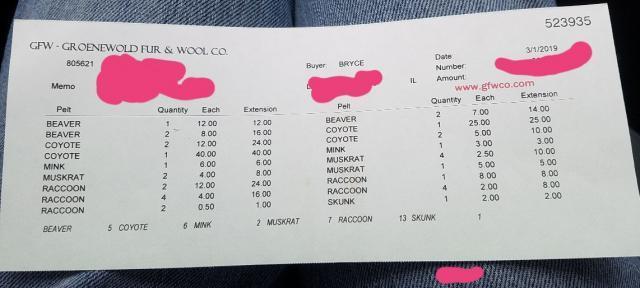 523935
GFW - GROENEWOLD FUR & WOOL CO.
805621
Buyer: BRYCE
Date 3/1/2019
Number:
Memo
IL Amount:
www.gfwco.com
Pelt Quantity Each Extension
BEAVER 1 12.00 12.00
BEAVER 2 8.00 16.00
COYOTE 2 12.00 24.00
COYOTE 1 40.00 40.00
MINK 1 6.00 6.00
MUSKRAT 2 4.00 8.00
RACCOON 2 12.00 24.00
RACCOON 4 4.00 16.00
RACCOON 2 0.50 1.00
Pelt Quantity Each Extension
BEAVER 2 7.00 14.00
COYOTE 1 25.00 25.00
COYOTE 2 5.00 10.00
MINK 1 3.00 3.00
MUSKRAT 4 2.50 10.00
MUSKRAT 1 5.00 5.00
RACCOON 1 8.00 8.00
RACCOON 4 2.00 8.00
SKUNK 1 2.00 2.00
BEAVER 5 COYOTE 6 MINK 2 MUSKRAT 7 RACCOON 13 SKUNK 1